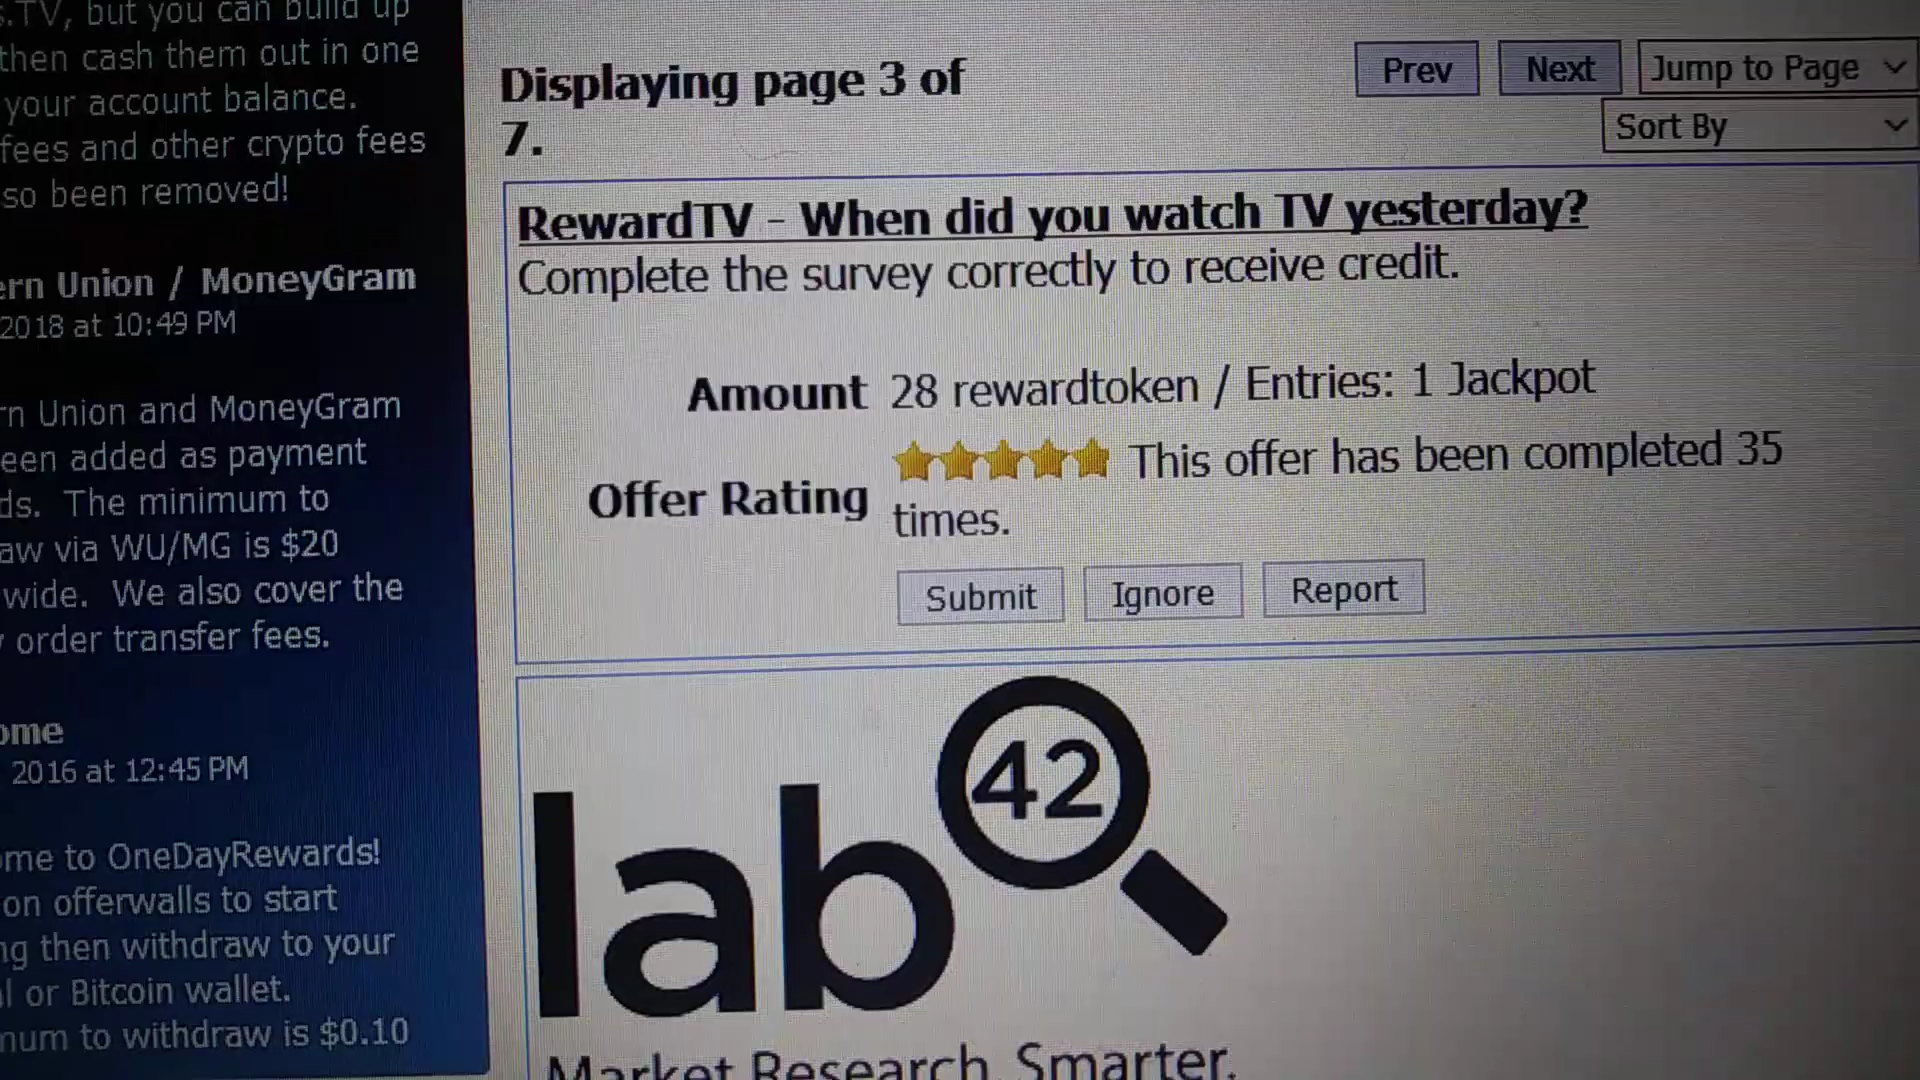 .TV, but you can build up
then cash them out in one
your account balance.
fees and other crypto fees
so been removed!
ern Union / MoneyGram
2018 at 10:49 PM
rn Union and MoneyGram
een added as payment
ds. The minimum to
aw via WU/MG is $20
wide. We also cover the
order transfer fees.
ome
2016 at 12:45 PM
ome to OneDayRewards!
on offerwalls to start
ng then withdraw to your
l or Bitcoin wallet.
num to withdraw is $0.10
Displaying page 3 of
7.
Prev Next Jump to Page
Sort By
RewardTV - When did you watch TV yesterday?
Complete the survey correctly to receive credit.
Amount 28 rewardtoken / Entries: 1 Jackpot
Offer Rating This offer has been completed 35
times.
Submit Ignore Report
lab 42
Market Research. Smarter.